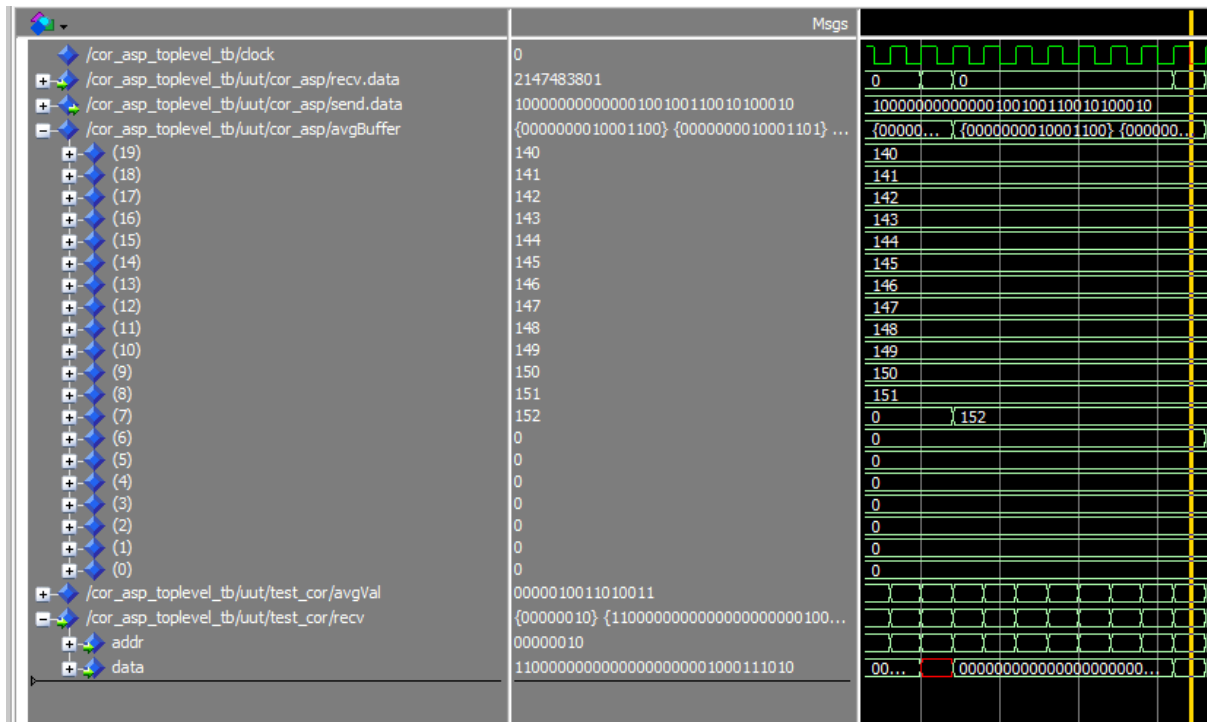 Msgs
/cor_asp_toplevel_tb/clock 0
/cor_asp_toplevel_tb/uut/cor_asp/recv.data 2147483801 0 0
/cor_asp_toplevel_tb/uut/cor_asp/send.data 10000000000000100100110010100010 10000000000000100100110010100010
/cor_asp_toplevel_tb/uut/cor_asp/avgBuffer {0000000010001100} {0000000010001101} ... {00000... {0000000010001100} {000000...
(19) 140 140
(18) 141 141
(17) 142 142
(16) 143 143
(15) 144 144
(14) 145 145
(13) 146 146
(12) 147 147
(11) 148 148
(10) 149 149
(9) 150 150
(8) 151 151
(7) 152 0 152
(6) 0 0
(5) 0 0
(4) 0 0
(3) 0 0
(2) 0 0
(1) 0 0
(0) 0 0
/cor_asp_toplevel_tb/uut/test_cor/avgVal 0000010011010011
/cor_asp_toplevel_tb/uut/test_cor/recv {00000010} {1100000000000000000000100...
addr 00000010
data 11000000000000000000001000111010 00... 0000000000000000000000...